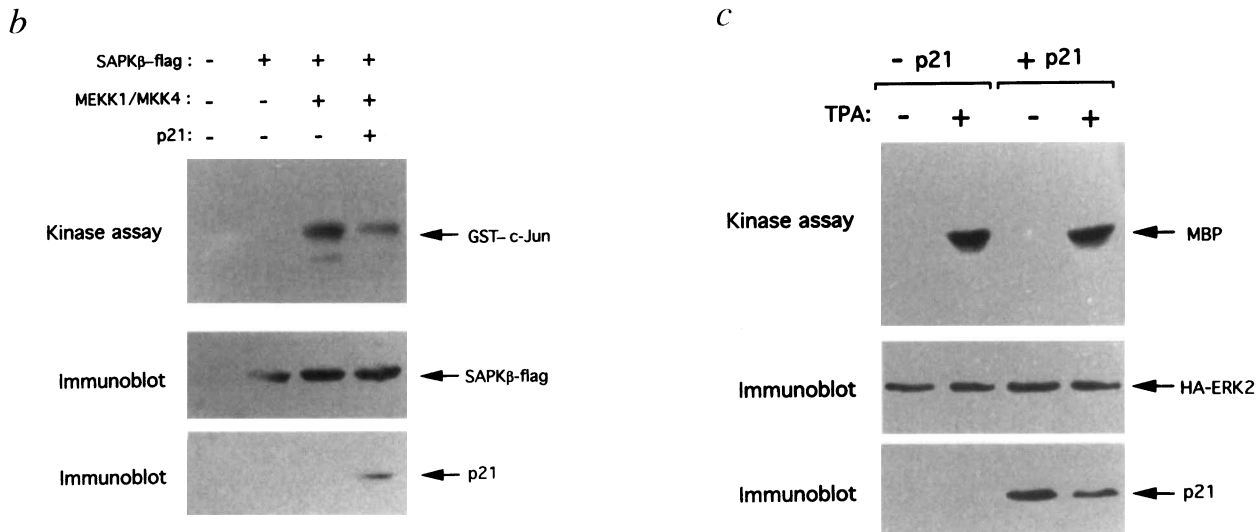 b
SAPKβ–flag : - + + +
MEKK1/MKK4 : - - + +
p21: - - - +
Kinase assay
GST– c-Jun
Immunoblot
SAPKβ-flag
Immunoblot
p21
c
- p21 + p21
TPA: - + - +
Kinase assay
MBP
Immunoblot
HA-ERK2
Immunoblot
p21